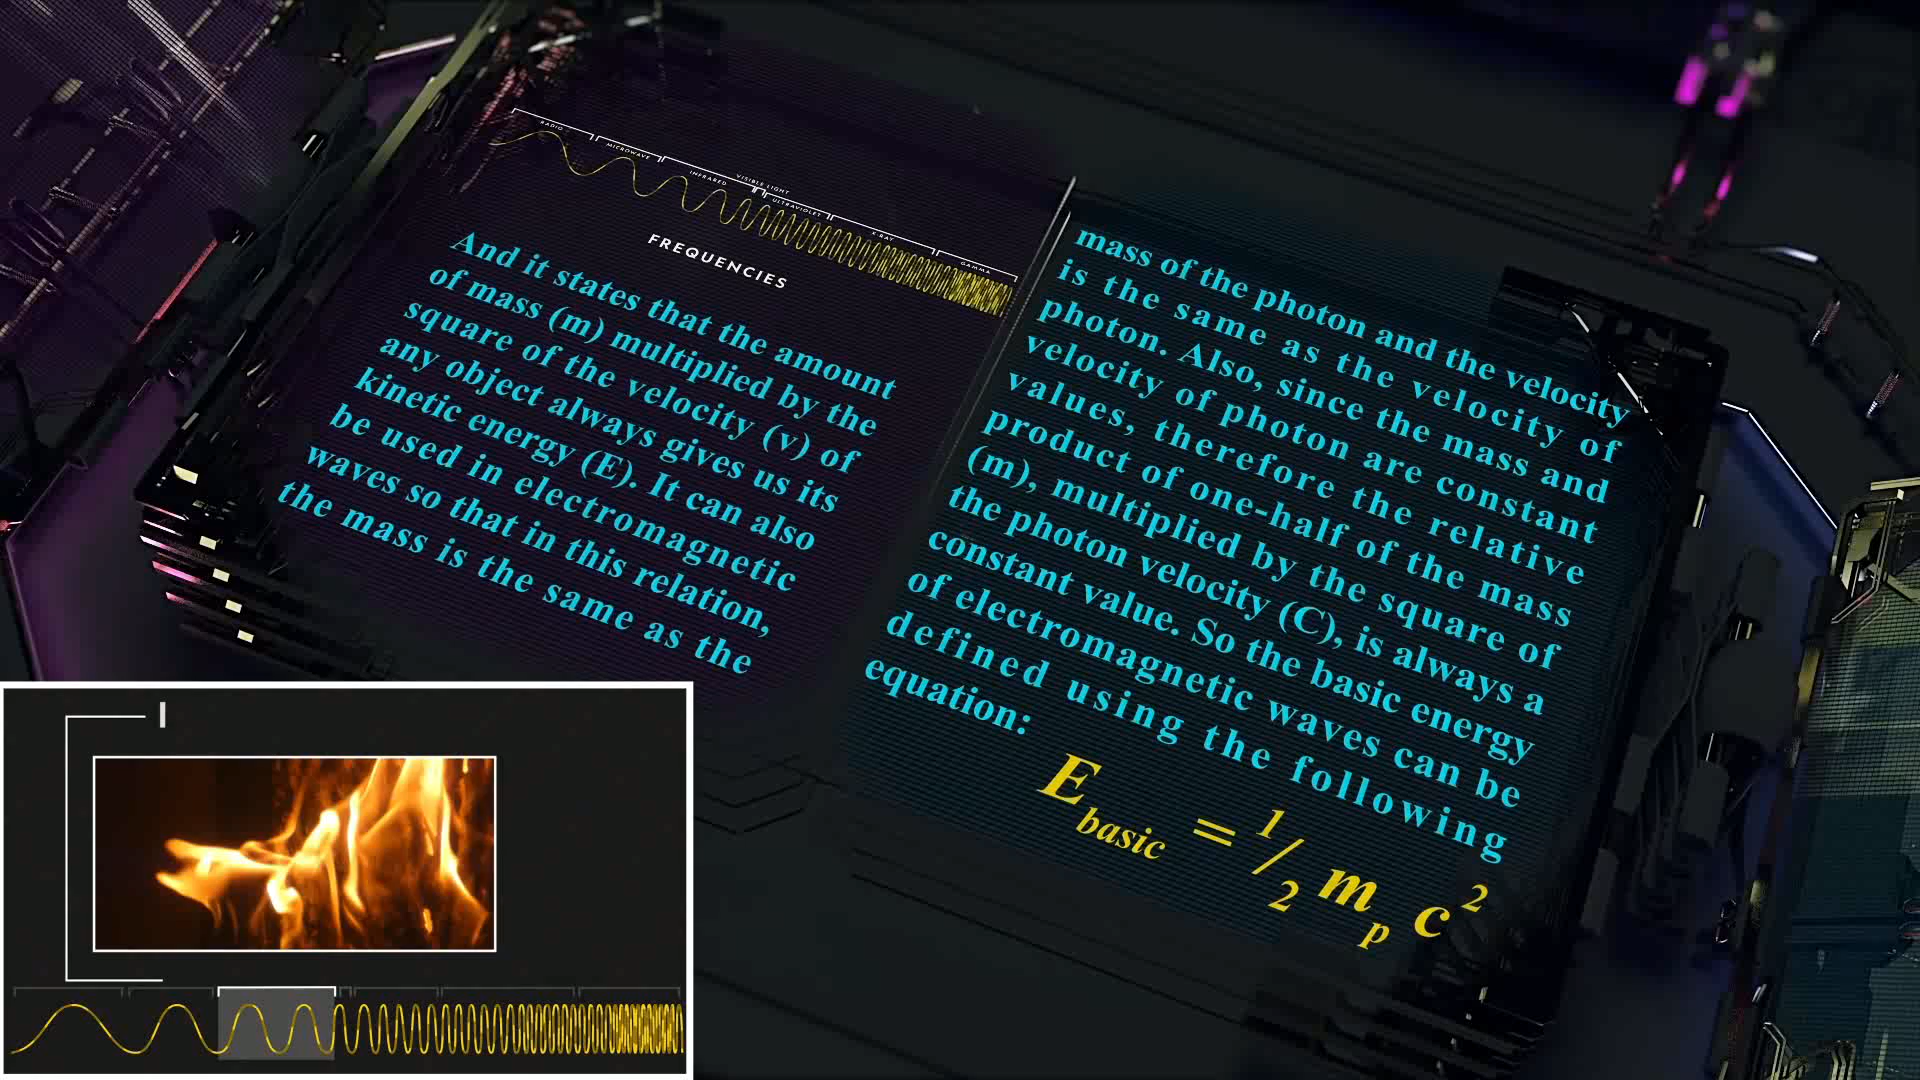 RADIO
MICROWAVE
INFRARED
VISIBLE LIGHT
ULTRAVIOLET
X-RAY
GAMMA
FREQUENCIES
And it states that the amount
of mass (m) multiplied by the
square of the velocity (v) of
any object always gives us its
kinetic energy (E). It can also
be used in electromagnetic
waves so that in this relation,
the mass is the same as the
mass of the photon and the velocity
is the same as the velocity of
photon. Also, since the mass and
velocity of photon are constant
values, therefore the relative
product of one-half of the mass
(m), multiplied by the square of
the photon velocity (C), is always a
constant value. So the basic energy
of electromagnetic waves can be
defined using the following
equation:
E basic = 1/2 m p c 2